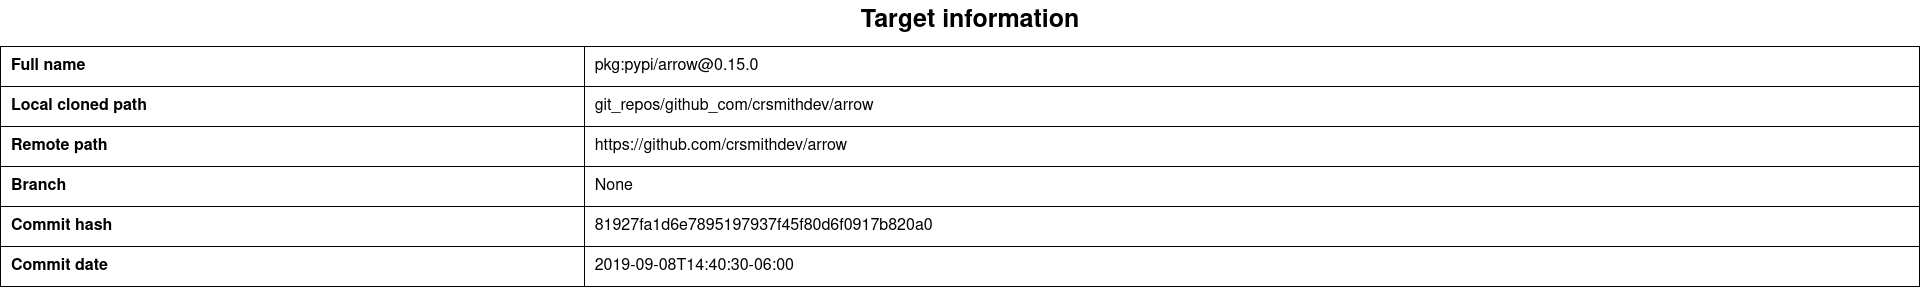 Target information
Full name pkg:pypi/arrow@0.15.0
Local cloned path git_repos/github_com/crsmithdev/arrow
Remote path https://github.com/crsmithdev/arrow
Branch None
Commit hash 81927fa1d6e7895197937f45f80d6f0917b820a0
Commit date 2019-09-08T14:40:30-06:00